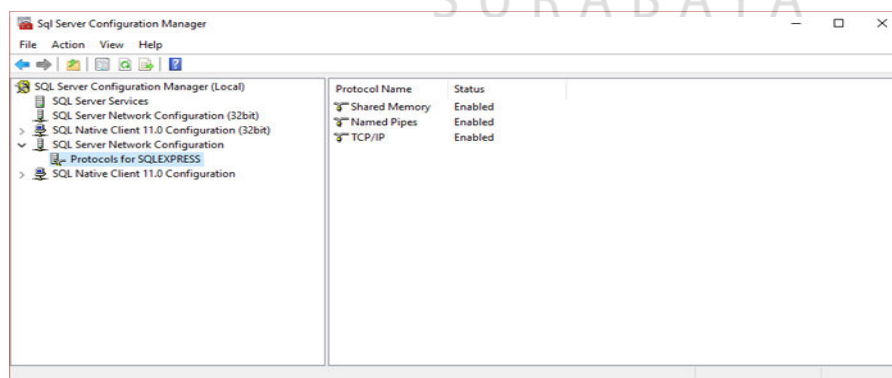 SURABAYA
Sql Server Configuration Manager
File Action View Help
SQL Server Configuration Manager (Local)
SQL Server Services
SQL Server Network Configuration (32bit)
SQL Native Client 11.0 Configuration (32bit)
SQL Server Network Configuration
Protocols for SQLEXPRESS
SQL Native Client 11.0 Configuration
Protocol Name Status
Shared Memory Enabled
Named Pipes Enabled
TCP/IP Enabled